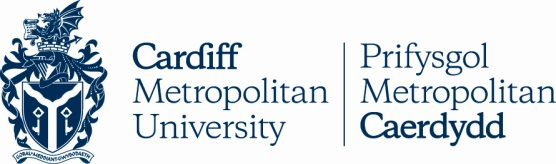 Cardiff
Metropolitan
University
Prifysgol
Metropolitan
Caerdydd